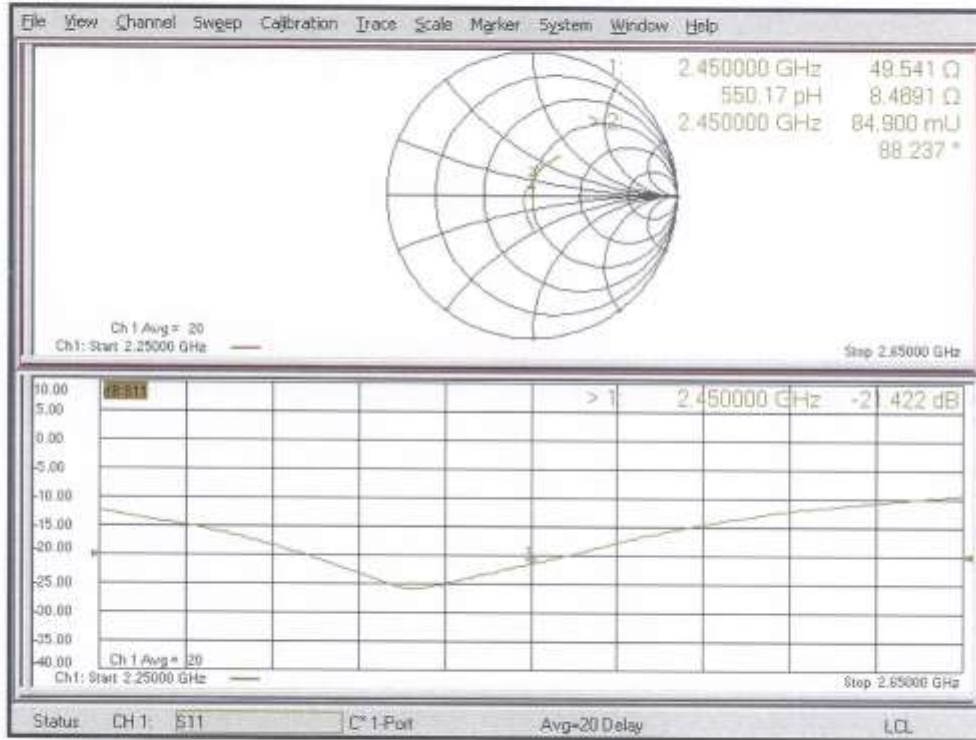 File View Channel Sweep Calibration Trace Scale Marker System Window Help
1: 2.450000 GHz 49.541 Ω
550.17 pH 8.4691 Ω
> 2: 2.450000 GHz 84.900 mU
88.237 °
Ch 1 Avg = 20
Ch1: Start 2.25000 GHz
Stop 2.65000 GHz
10.00
dB-S11
> 1: 2.450000 GHz -21.422 dB
5.00
0.00
-5.00
-10.00
-15.00
-20.00
-25.00
-30.00
-35.00
-40.00
Ch 1 Avg = 20
Ch1: Start 2.25000 GHz
Stop 2.65000 GHz
Status CH 1: S11 C* 1-Port Avg=20 Delay LCL